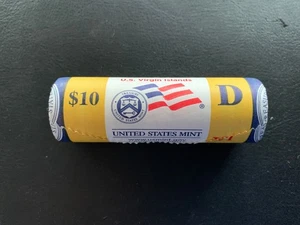 U.S. Virgin Islands
$10
D
UNITED STATES MINT